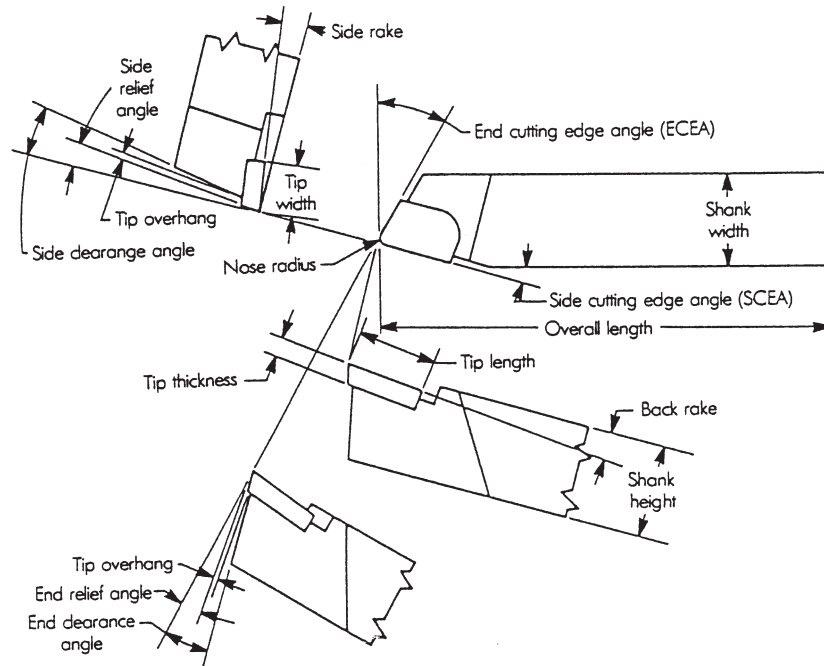 Side rake
Side
relief
angle
End cutting edge angle (ECEA)
Tip
width
Shank
width
Tip overhang
Side clearange angle
Nose radius
Side cutting edge angle (SCEA)
Overall length
Tip length
Tip thickness
Back rake
Shank
height
Tip overhang
End relief angle
End clearance
angle